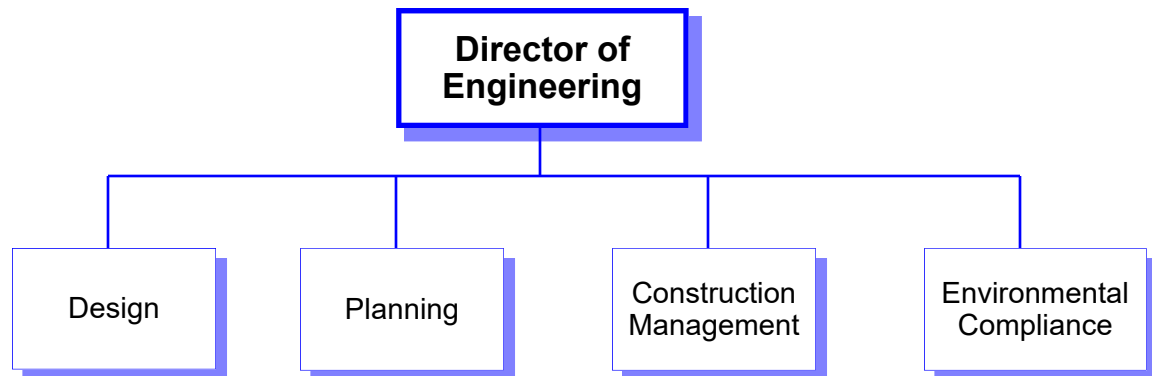 Director of
Engineering
Design
Planning
Construction
Management
Environmental
Compliance